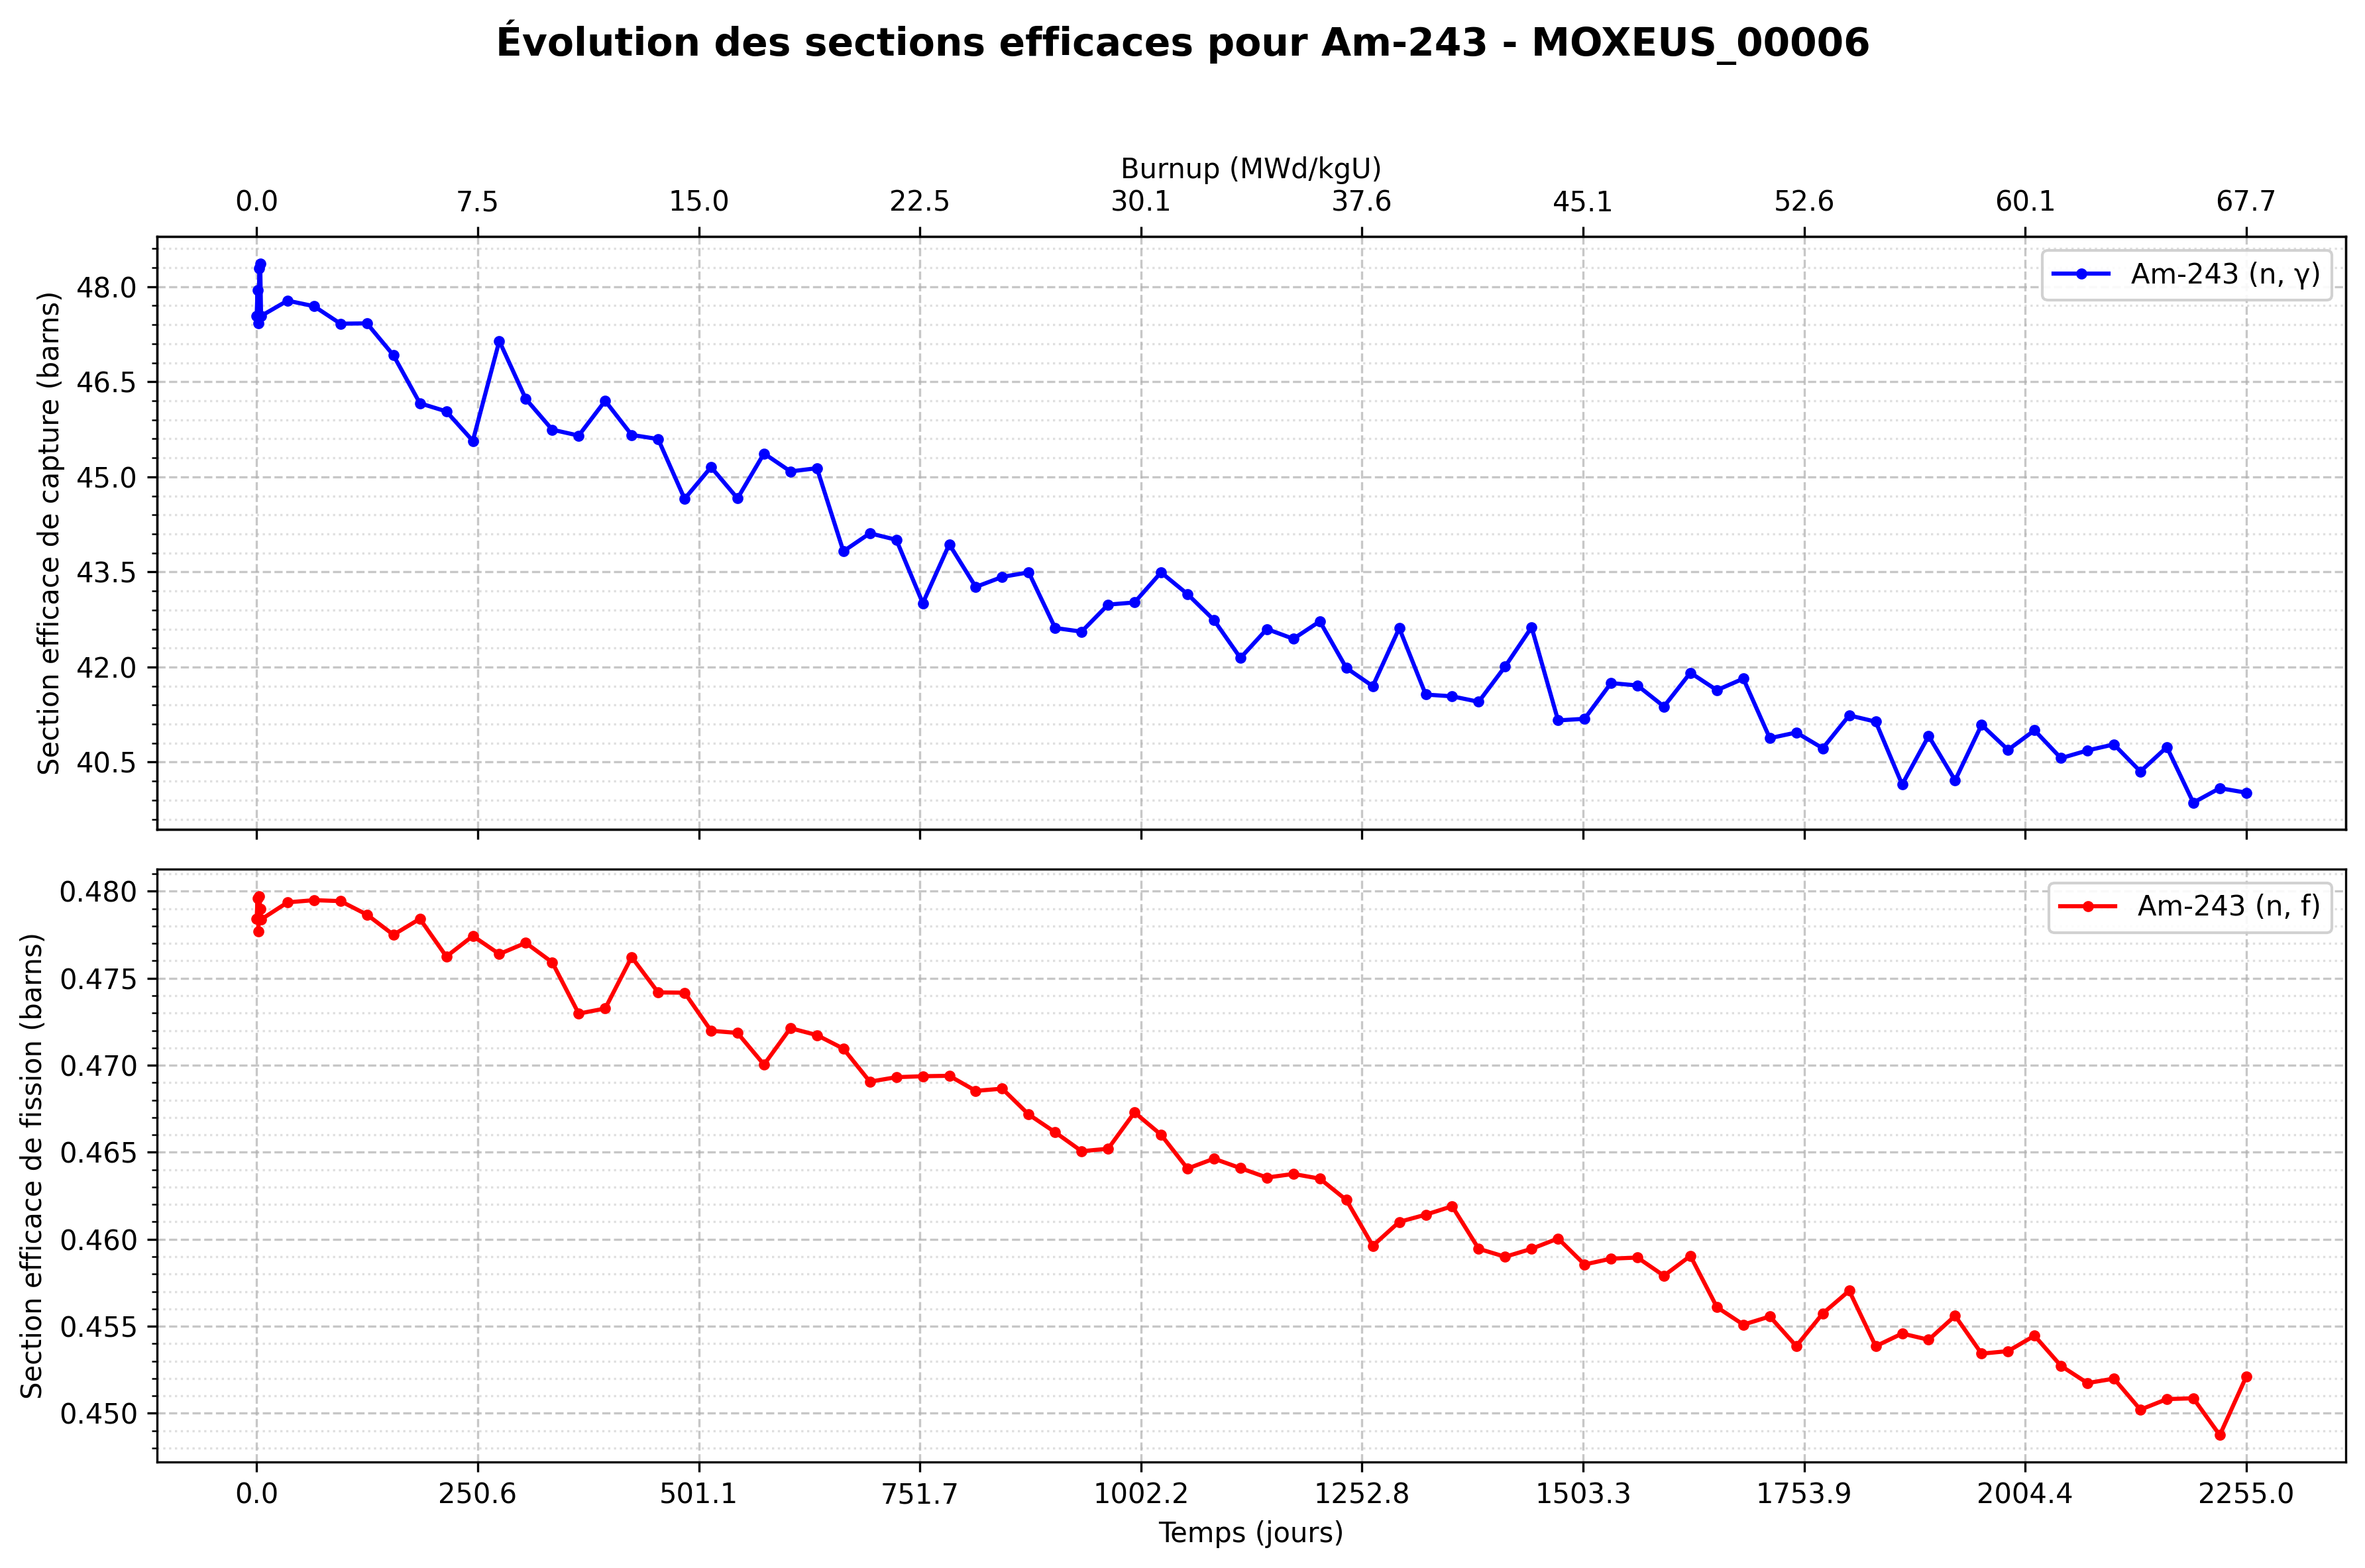 Évolution des sections efficaces pour Am-243 - MOXEUS_00006
Burnup (MWd/kgU)
0.0 7.5 15.0 22.5 30.1 37.6 45.1 52.6 60.1 67.7
Section efficace de capture (barns)
48.0
46.5
45.0
43.5
42.0
40.5
Am-243 (n, γ)
Section efficace de fission (barns)
0.480
0.475
0.470
0.465
0.460
0.455
0.450
Am-243 (n, f)
0.0 250.6 501.1 751.7 1002.2 1252.8 1503.3 1753.9 2004.4 2255.0
Temps (jours)